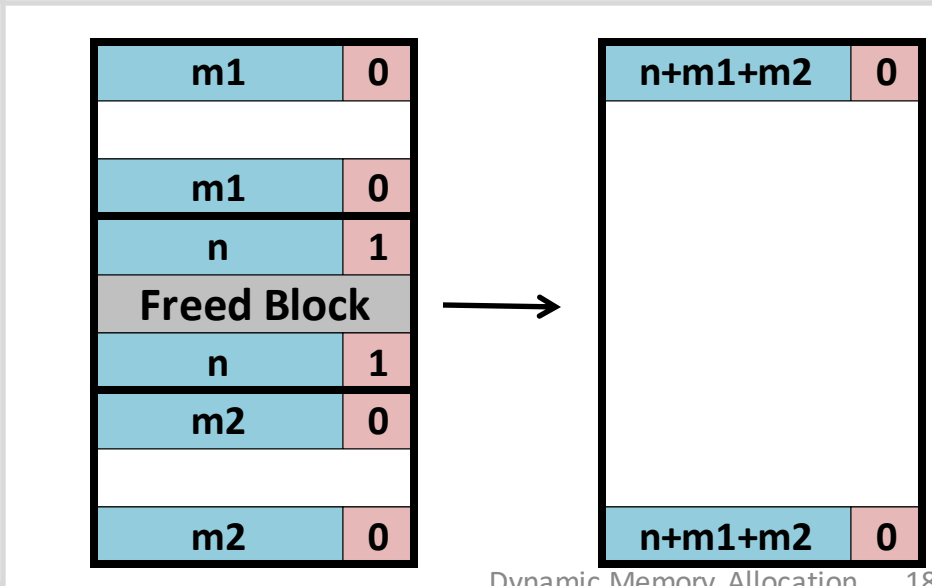 m1 0
m1 0
n 1
Freed Block
n 1
m2 0
m2 0
n+m1+m2 0
n+m1+m2 0
Dynamic Memory Allocation 18